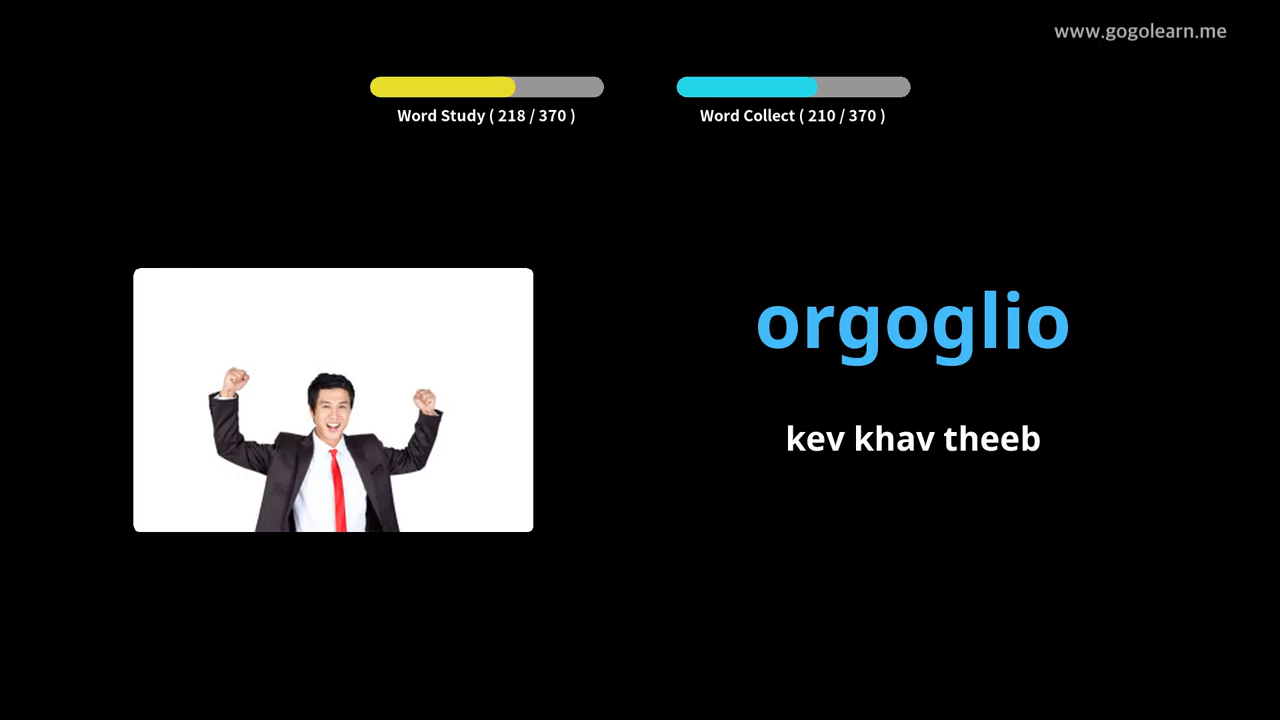 www.gogolearn.me
Word Study ( 218 / 370 )
Word Collect ( 210 / 370 )
orgoglio
kev khav theeb